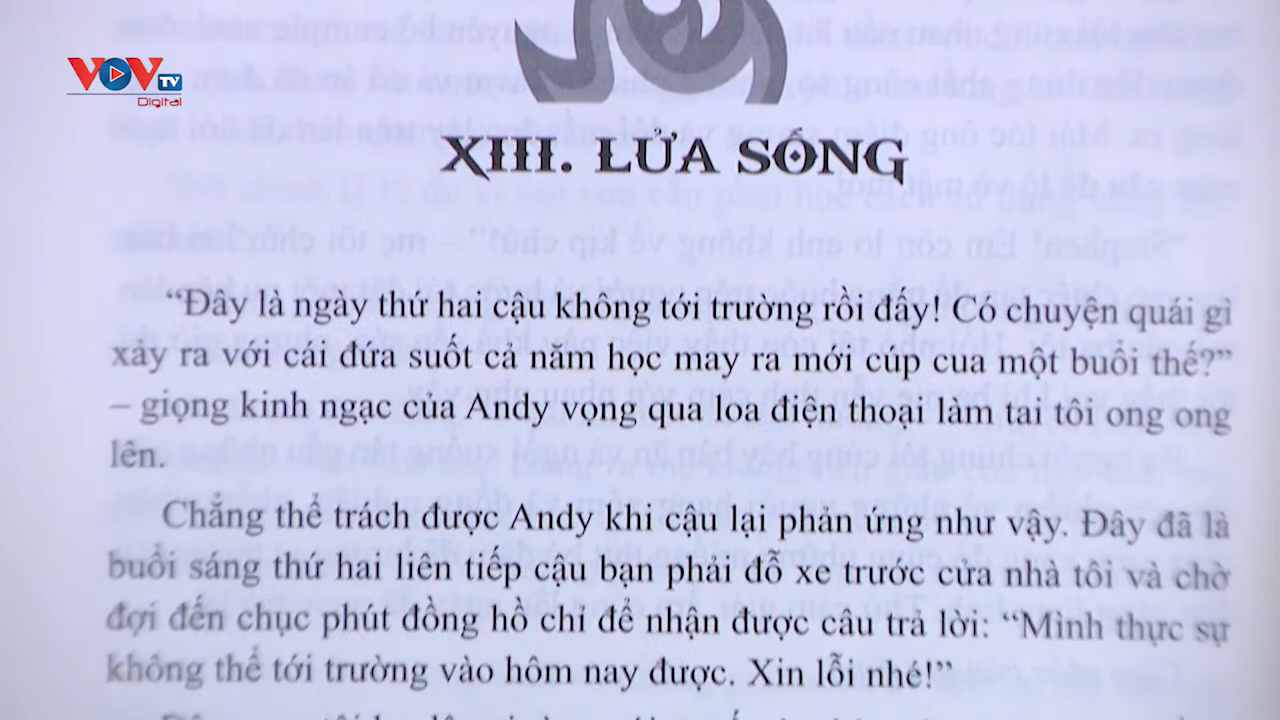 VOV TV
Digital
XIII. LỬA SỐNG
“Đây là ngày thứ hai cậu không tới trường rồi đấy! Có chuyện quái gì
xảy ra với cái đứa suốt cả năm học may ra mới cúp cua một buổi thế?”
– giọng kinh ngạc của Andy vọng qua loa điện thoại làm tai tôi ong ong
lên.
Chẳng thể trách được Andy khi cậu lại phản ứng như vậy. Đây đã là
buổi sáng thứ hai liên tiếp cậu bạn phải đỗ xe trước cửa nhà tôi và chờ
đợi đến chục phút đồng hồ chỉ để nhận được câu trả lời: “Mình thực sự
không thể tới trường vào hôm nay được. Xin lỗi nhé!”